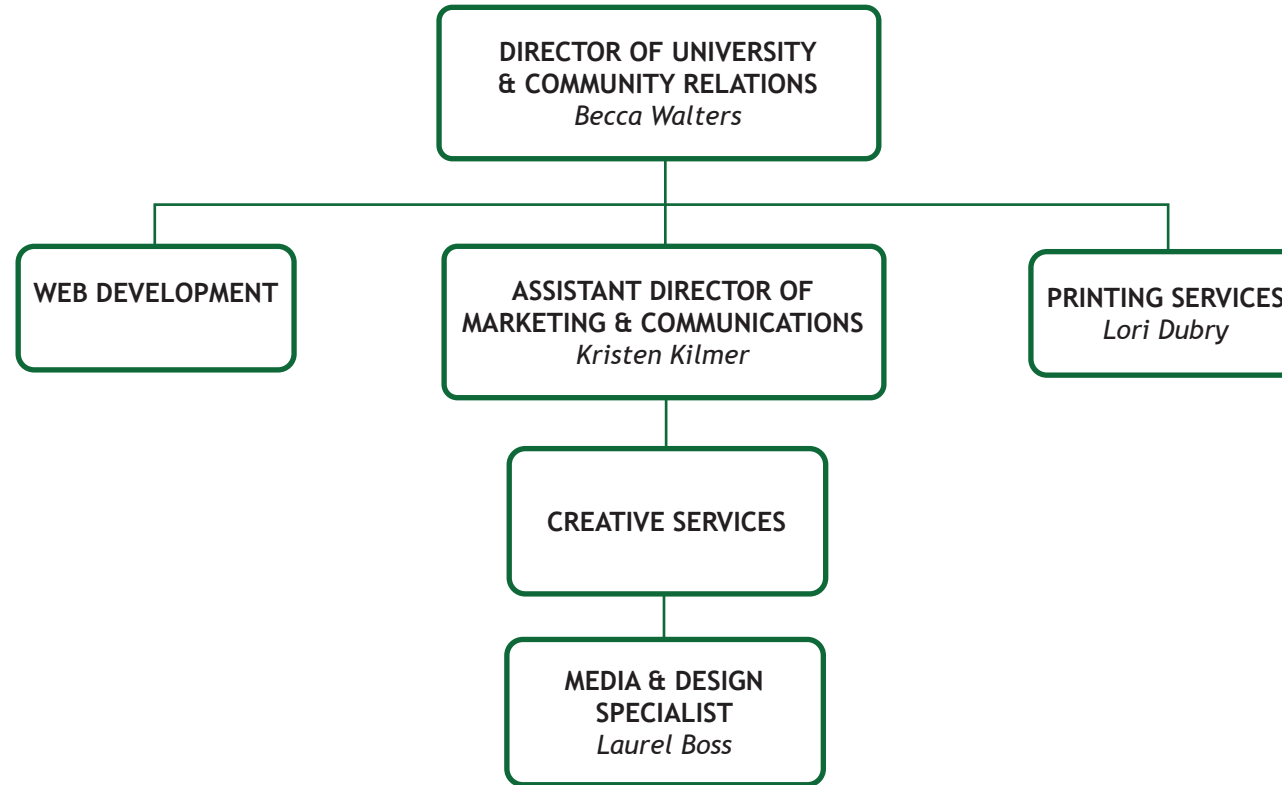 DIRECTOR OF UNIVERSITY
& COMMUNITY RELATIONS
Becca Walters
WEB DEVELOPMENT
ASSISTANT DIRECTOR OF
MARKETING & COMMUNICATIONS
Kristen Kilmer
PRINTING SERVICES
Lori Dubry
CREATIVE SERVICES
MEDIA & DESIGN
SPECIALIST
Laurel Boss